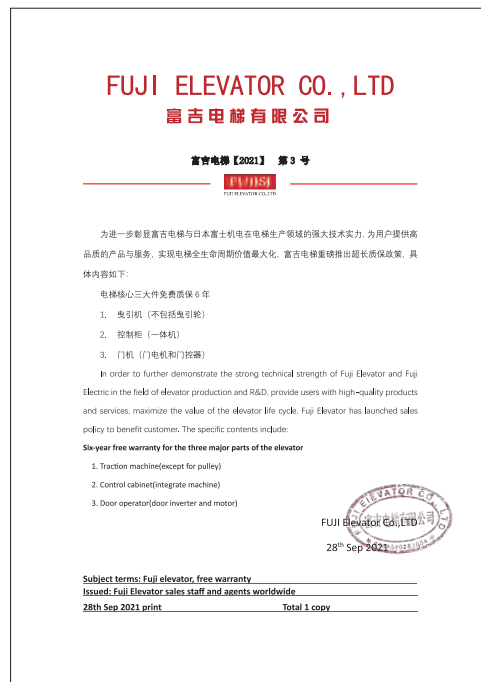 FUJI ELEVATOR CO.,LTD
富吉电梯有限公司
富吉电梯【2021】 第 3 号
FUJISJ
FUJI ELEVATOR CO.,LTD
为进一步彰显富吉电梯与日本富士机电在电梯生产领域的强大技术实力，为用户提供高
品质的产品与服务，实现电梯全生命周期价值最大化，富吉电梯重磅推出超长质保政策，具
体内容如下：
电梯核心三大件免费质保 6 年
1. 曳引机（不包括曳引轮）
2. 控制柜（一体机）
3. 门机（门电机和门控器）
In order to further demonstrate the strong technical strength of Fuji Elevator and Fuji
Electric in the field of elevator production and R&D, provide users with high-quality products
and services, maximize the value of the elevator life cycle, Fuji Elevator has launched sales
policy to benefit customer. The specific contents include:
Six-year free warranty for the three major parts of the elevator
1. Traction machine(except for pulley)
2. Control cabinet(integrate machine)
3. Door operator(door inverter and motor)
FUJI ElEVATOR CO., LTD
富吉电梯有限公司
FUJI Elevator Co,LTD
28th Sep 2021
Subject terms: Fuji elevator, free warranty
Issued: Fuji Elevator sales staff and agents worldwide
28th Sep 2021 print Total 1 copy